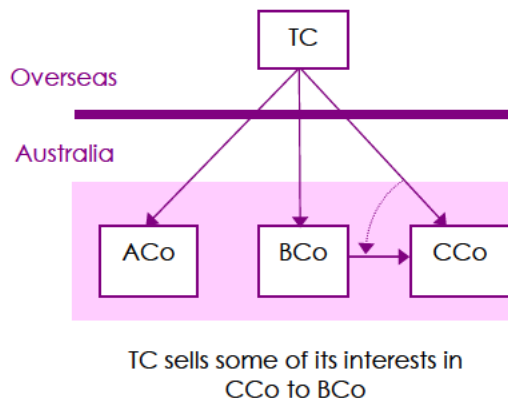 TC
Overseas
Australia
ACo
BCo
CCo
TC sells some of its interests in
CCo to BCo